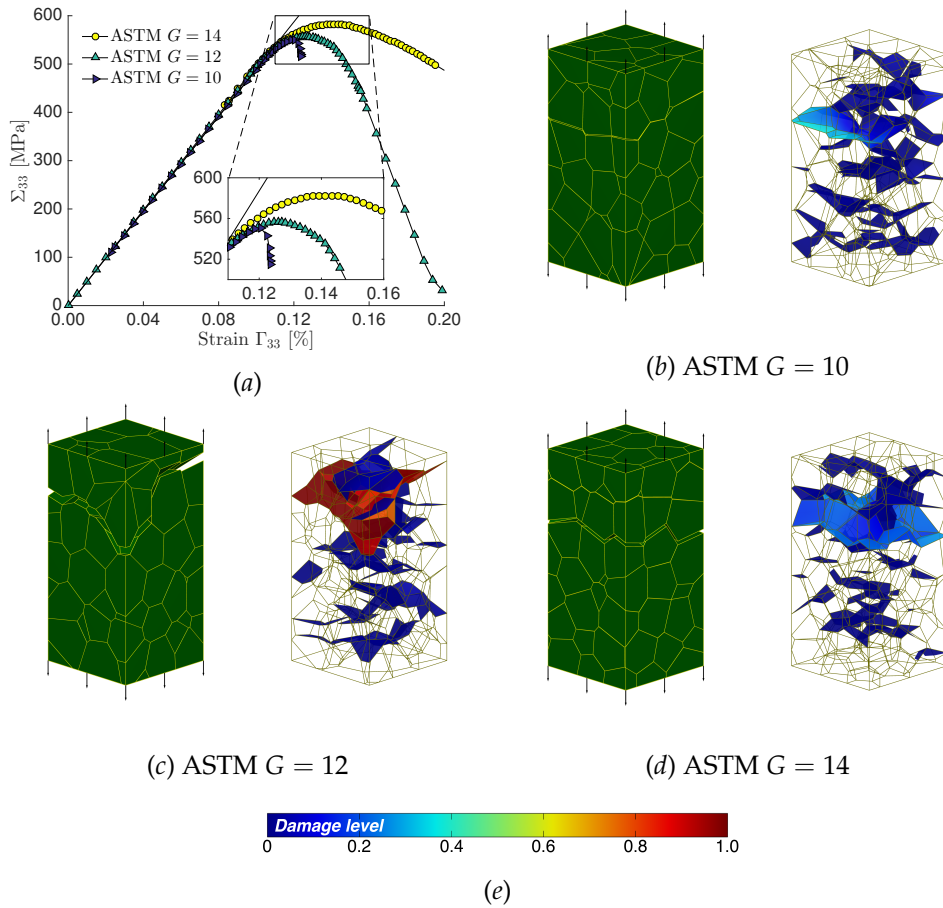 600
500
400
300
200
100
0
Σ33 [MPa]
ASTM G = 14
ASTM G = 12
ASTM G = 10
600
560
520
0.12 0.14 0.16
0.00 0.04 0.08 0.12 0.16 0.20
Strain Γ33 [%]
(a)
(b) ASTM G = 10
(c) ASTM G = 12
(d) ASTM G = 14
Damage level
0 0.2 0.4 0.6 0.8 1.0
(e)